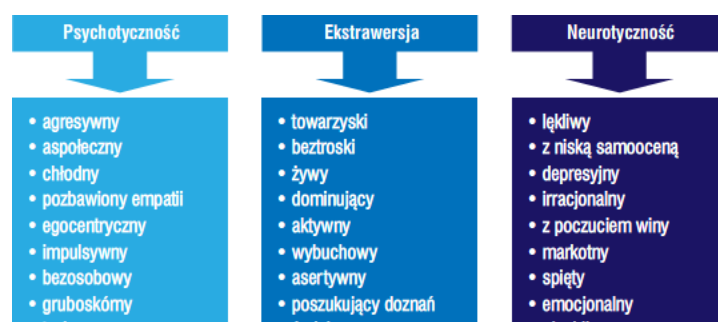 Psychotyczność
agresywny
aspołeczny
chłodny
pozbawiony empatii
egocentryczny
impulsywny
bezosobowy
gruboskórny
Ekstrawersja
towarzyski
beztroski
żywy
dominujący
aktywny
wybuchowy
asertywny
poszukujący doznań
Neurotyczność
lękliwy
z niską samooceną
depresyjny
irracjonalny
z poczuciem winy
markotny
spięty
emocjonalny